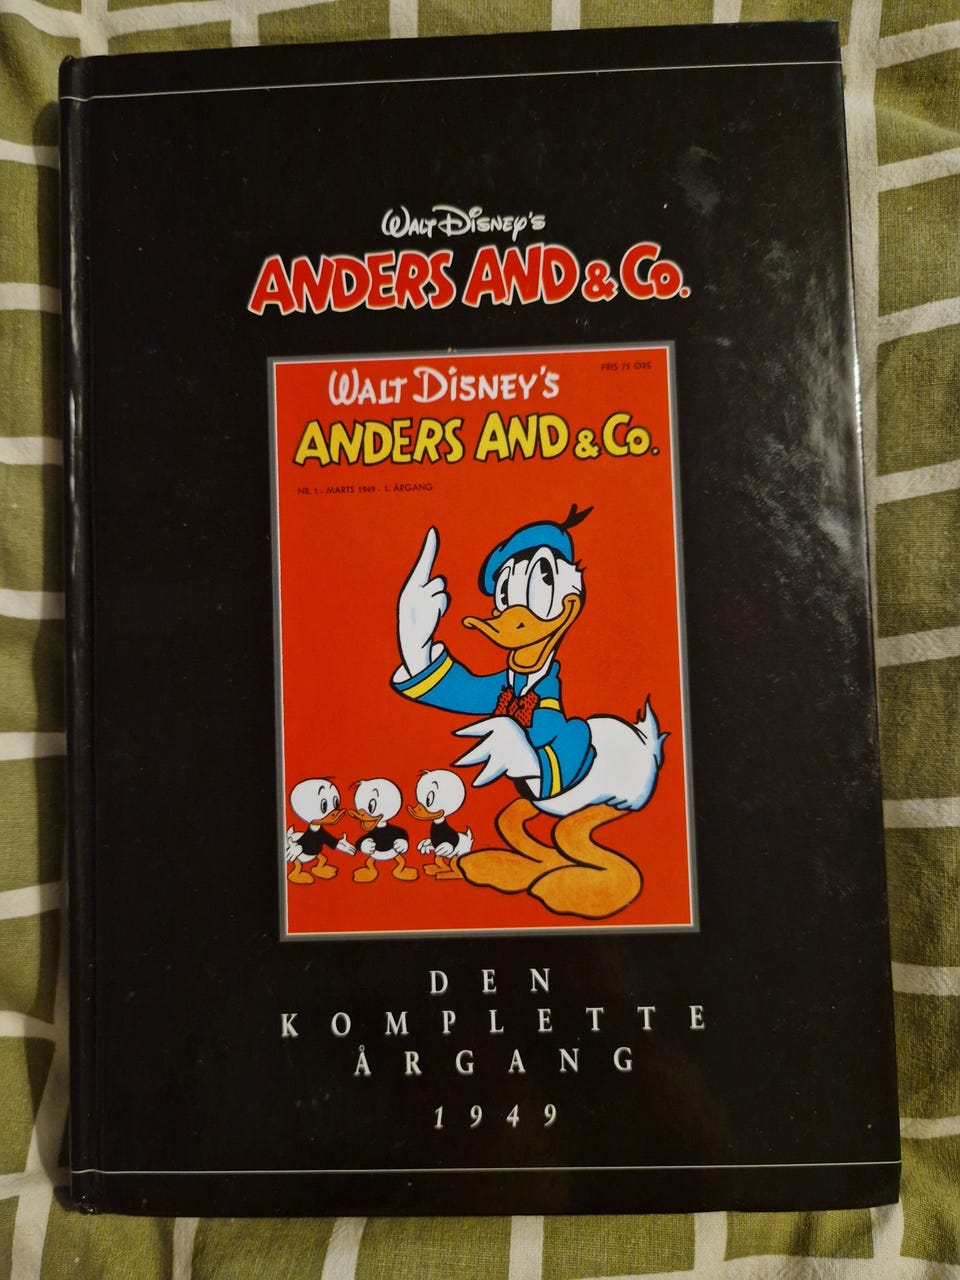 WALT DISNEY'S
ANDERS AND & Co.
PRIS 75 ØRE
WALT DISNEY'S
ANDERS AND & Co.
NR. 1 - MARTS 1949 - 1. ÅRGANG
DEN
KOMPLETTE
ÅRGANG
1949